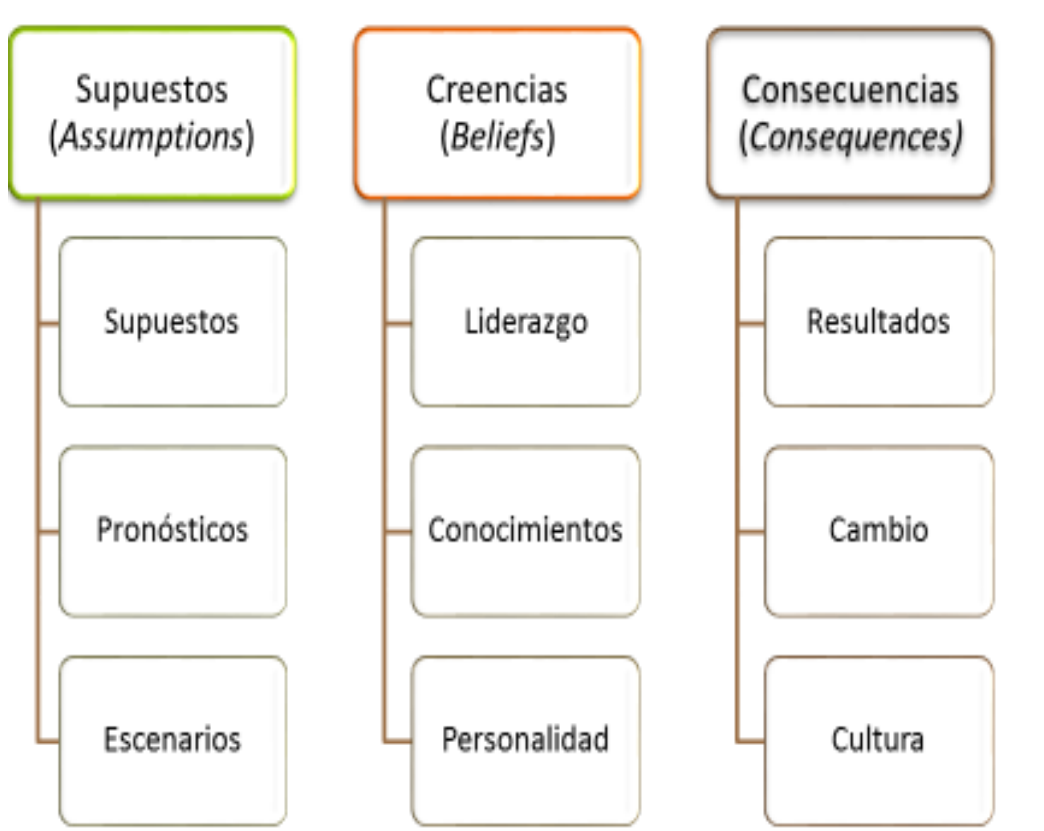 Supuestos
(Assumptions)
Supuestos
Pronósticos
Escenarios
Creencias
(Beliefs)
Liderazgo
Conocimientos
Personalidad
Consecuencias
(Consequences)
Resultados
Cambio
Cultura